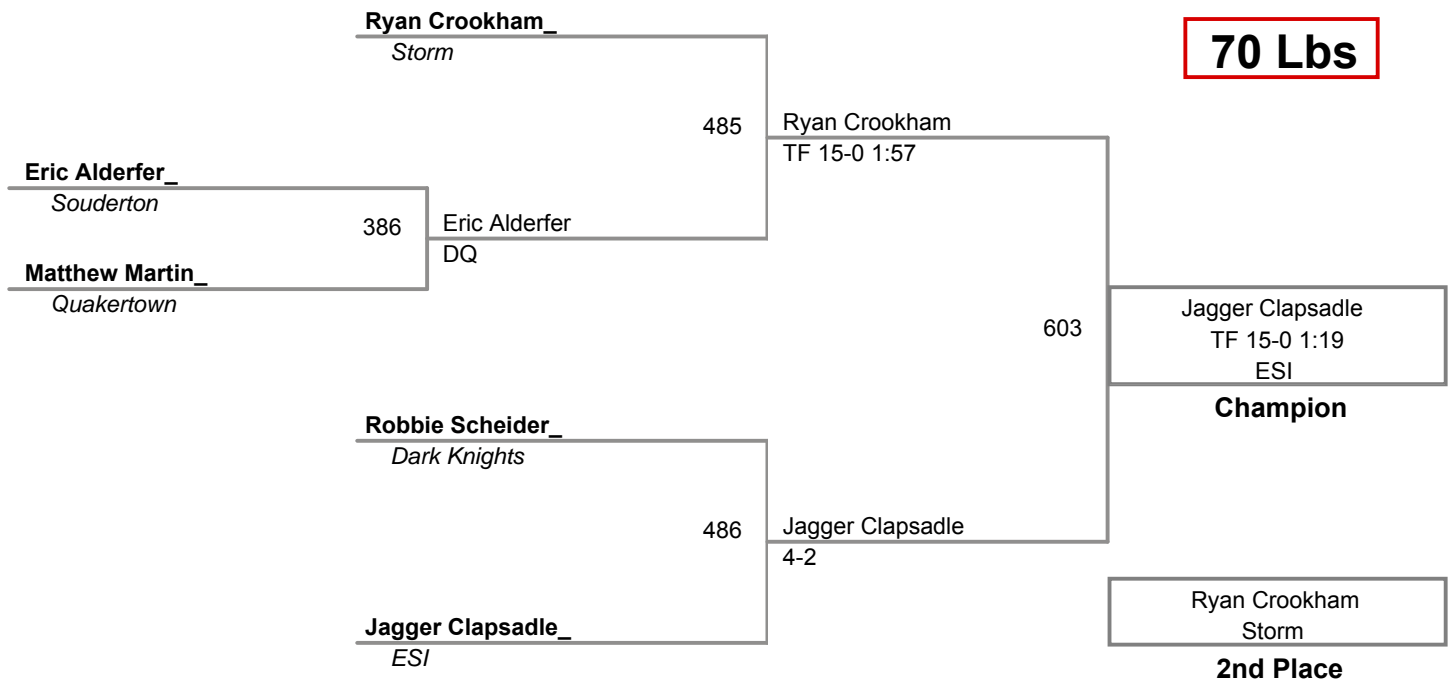 Ryan Crookham_
Storm
70 Lbs
485
Ryan Crookham
TF 15-0 1:57
Eric Alderfer_
Souderton
386
Eric Alderfer
DQ
Matthew Martin_
Quakertown
603
Jagger Clapsadle
TF 15-0 1:19
ESI
Champion
Robbie Scheider_
Dark Knights
486
Jagger Clapsadle
4-2
Jagger Clapsadle_
ESI
Ryan Crookham
Storm
2nd Place